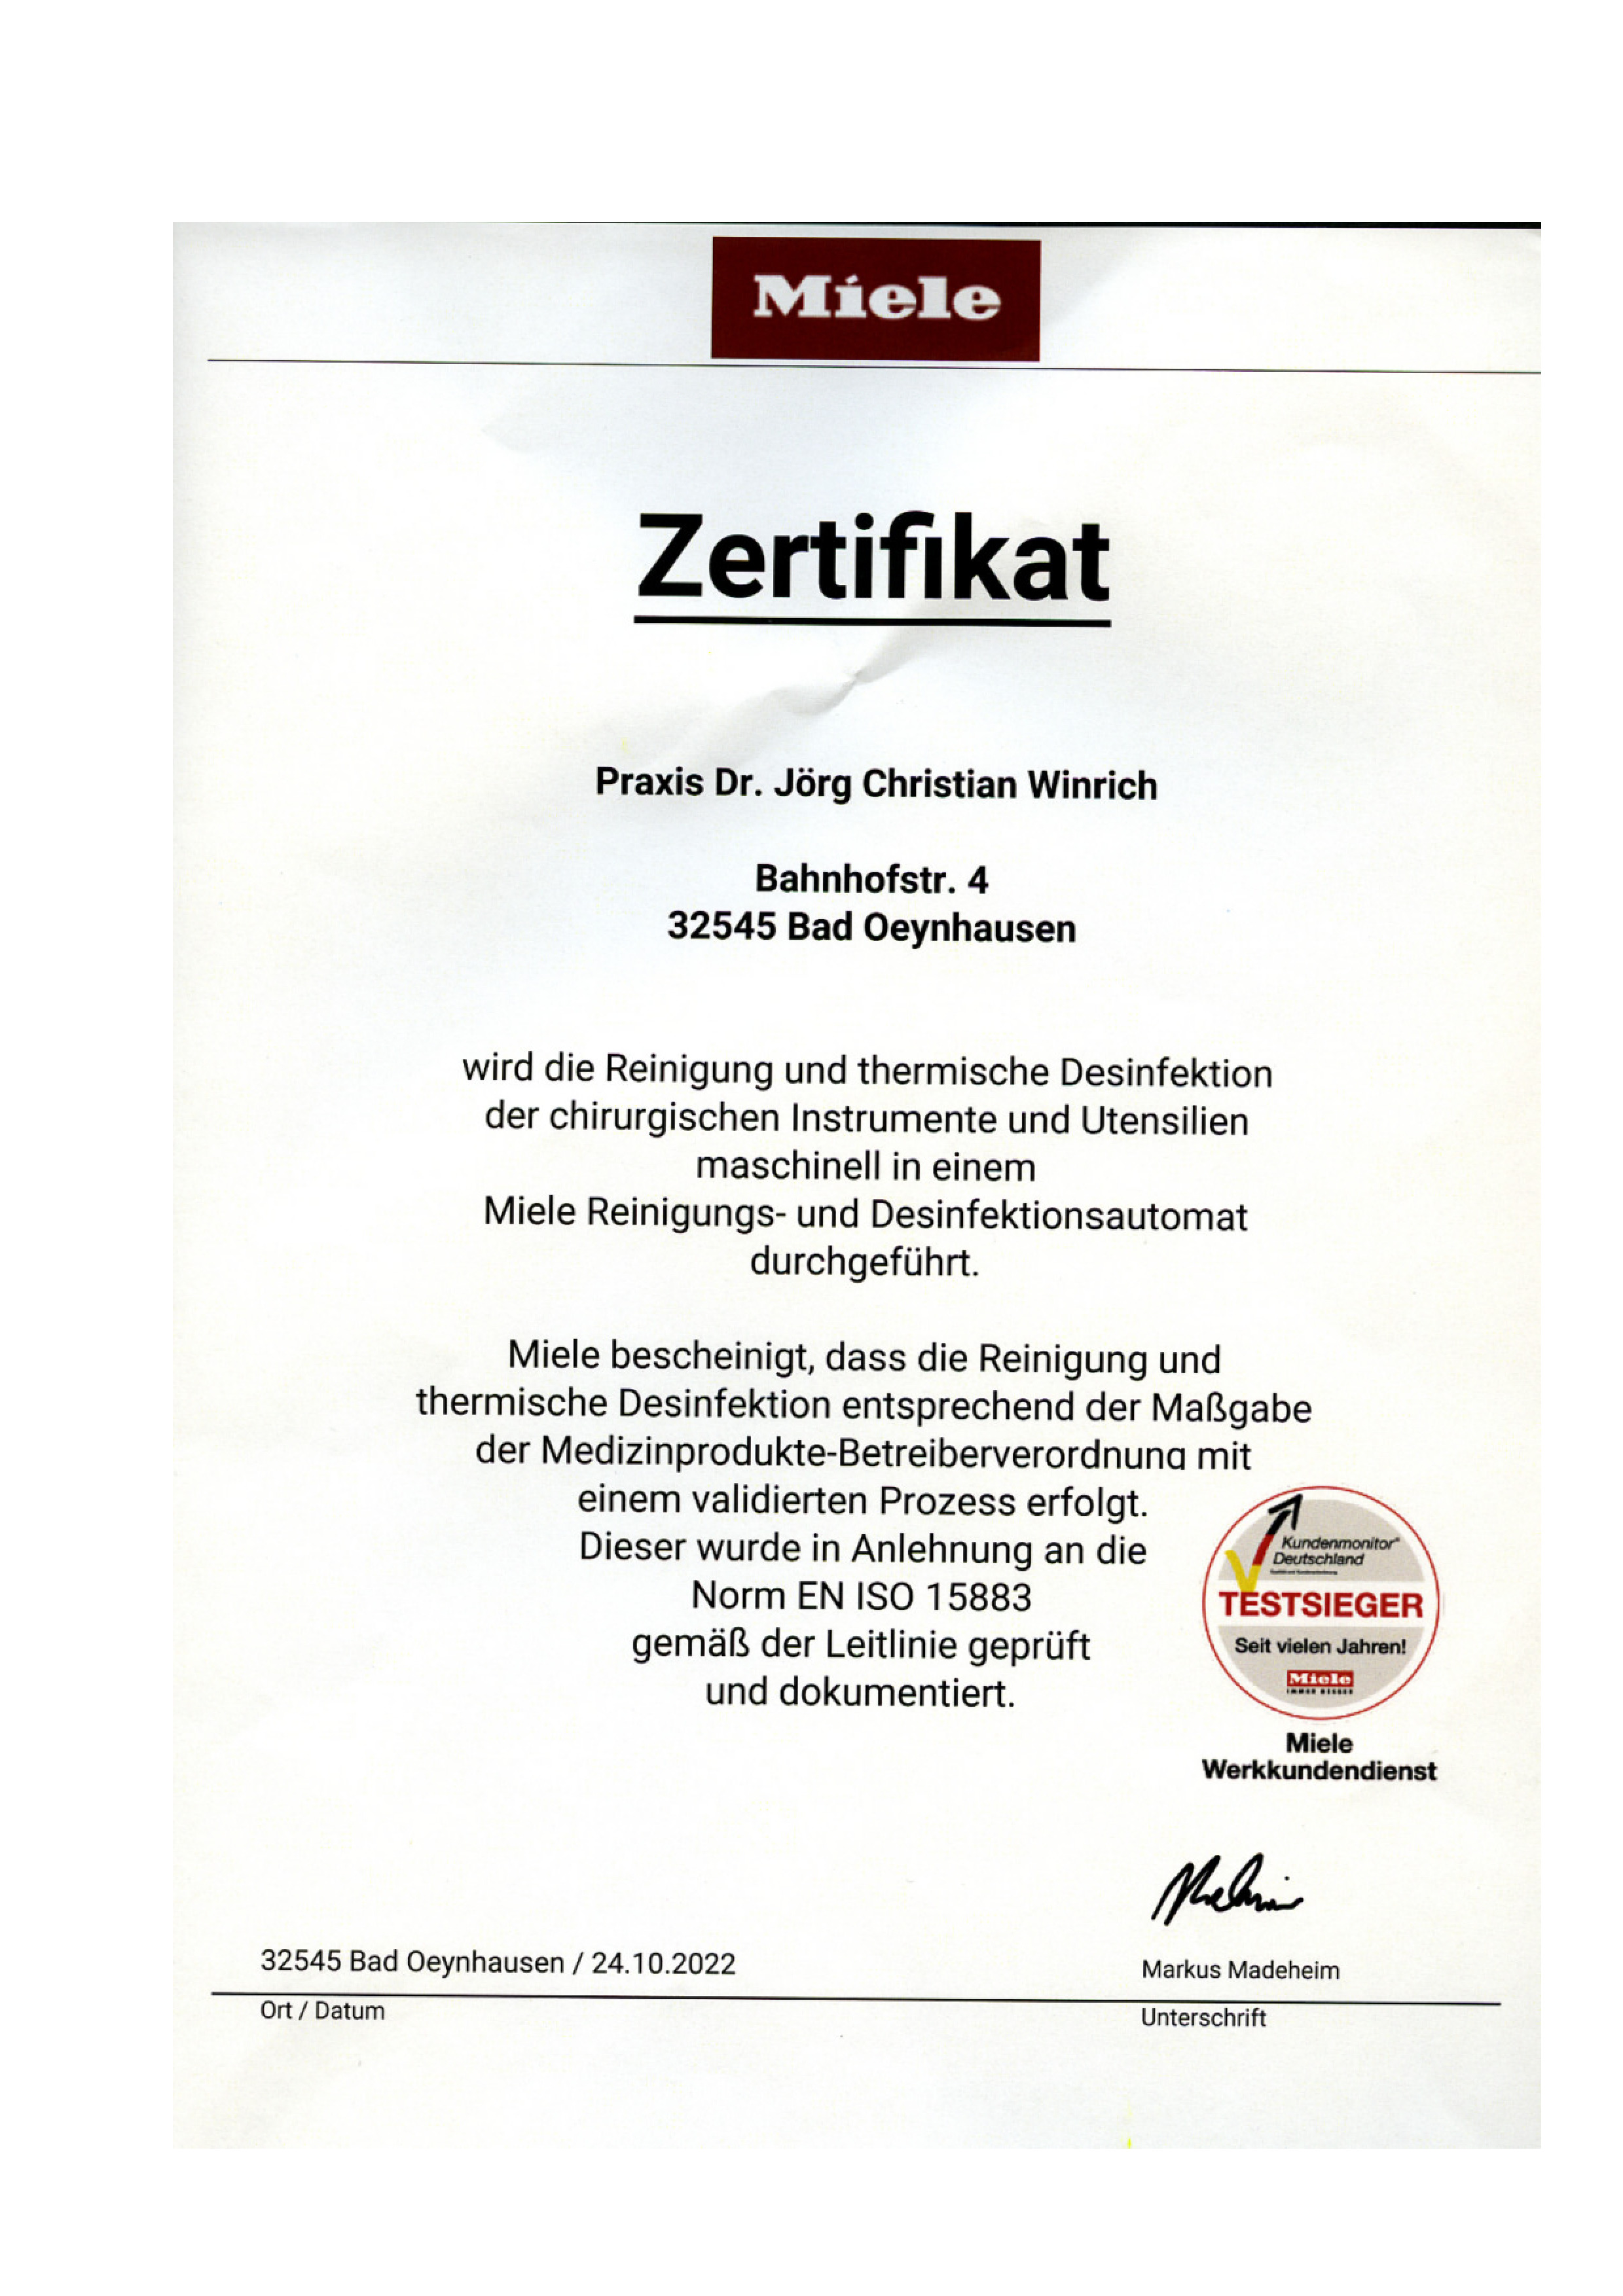 Miele
Zertifikat
Praxis Dr. Jörg Christian Winrich
Bahnhofstr. 4
32545 Bad Oeynhausen
wird die Reinigung und thermische Desinfektion
der chirurgischen Instrumente und Utensilien
maschinell in einem
Miele Reinigungs- und Desinfektionsautomat
durchgeführt.
Miele bescheinigt, dass die Reinigung und
thermische Desinfektion entsprechend der Maßgabe
der Medizinprodukte-Betreiberverordnung mit
einem validierten Prozess erfolgt.
Dieser wurde in Anlehnung an die
Norm EN ISO 15883
gemäß der Leitlinie geprüft
und dokumentiert.
Kundenmonitor®
Deutschland
TESTSIEGER
Seit vielen Jahren!
Miele
IMMER BESSER
Miele
Werkkundendienst
32545 Bad Oeynhausen / 24.10.2022
Markus Madeheim
Ort / Datum
Unterschrift